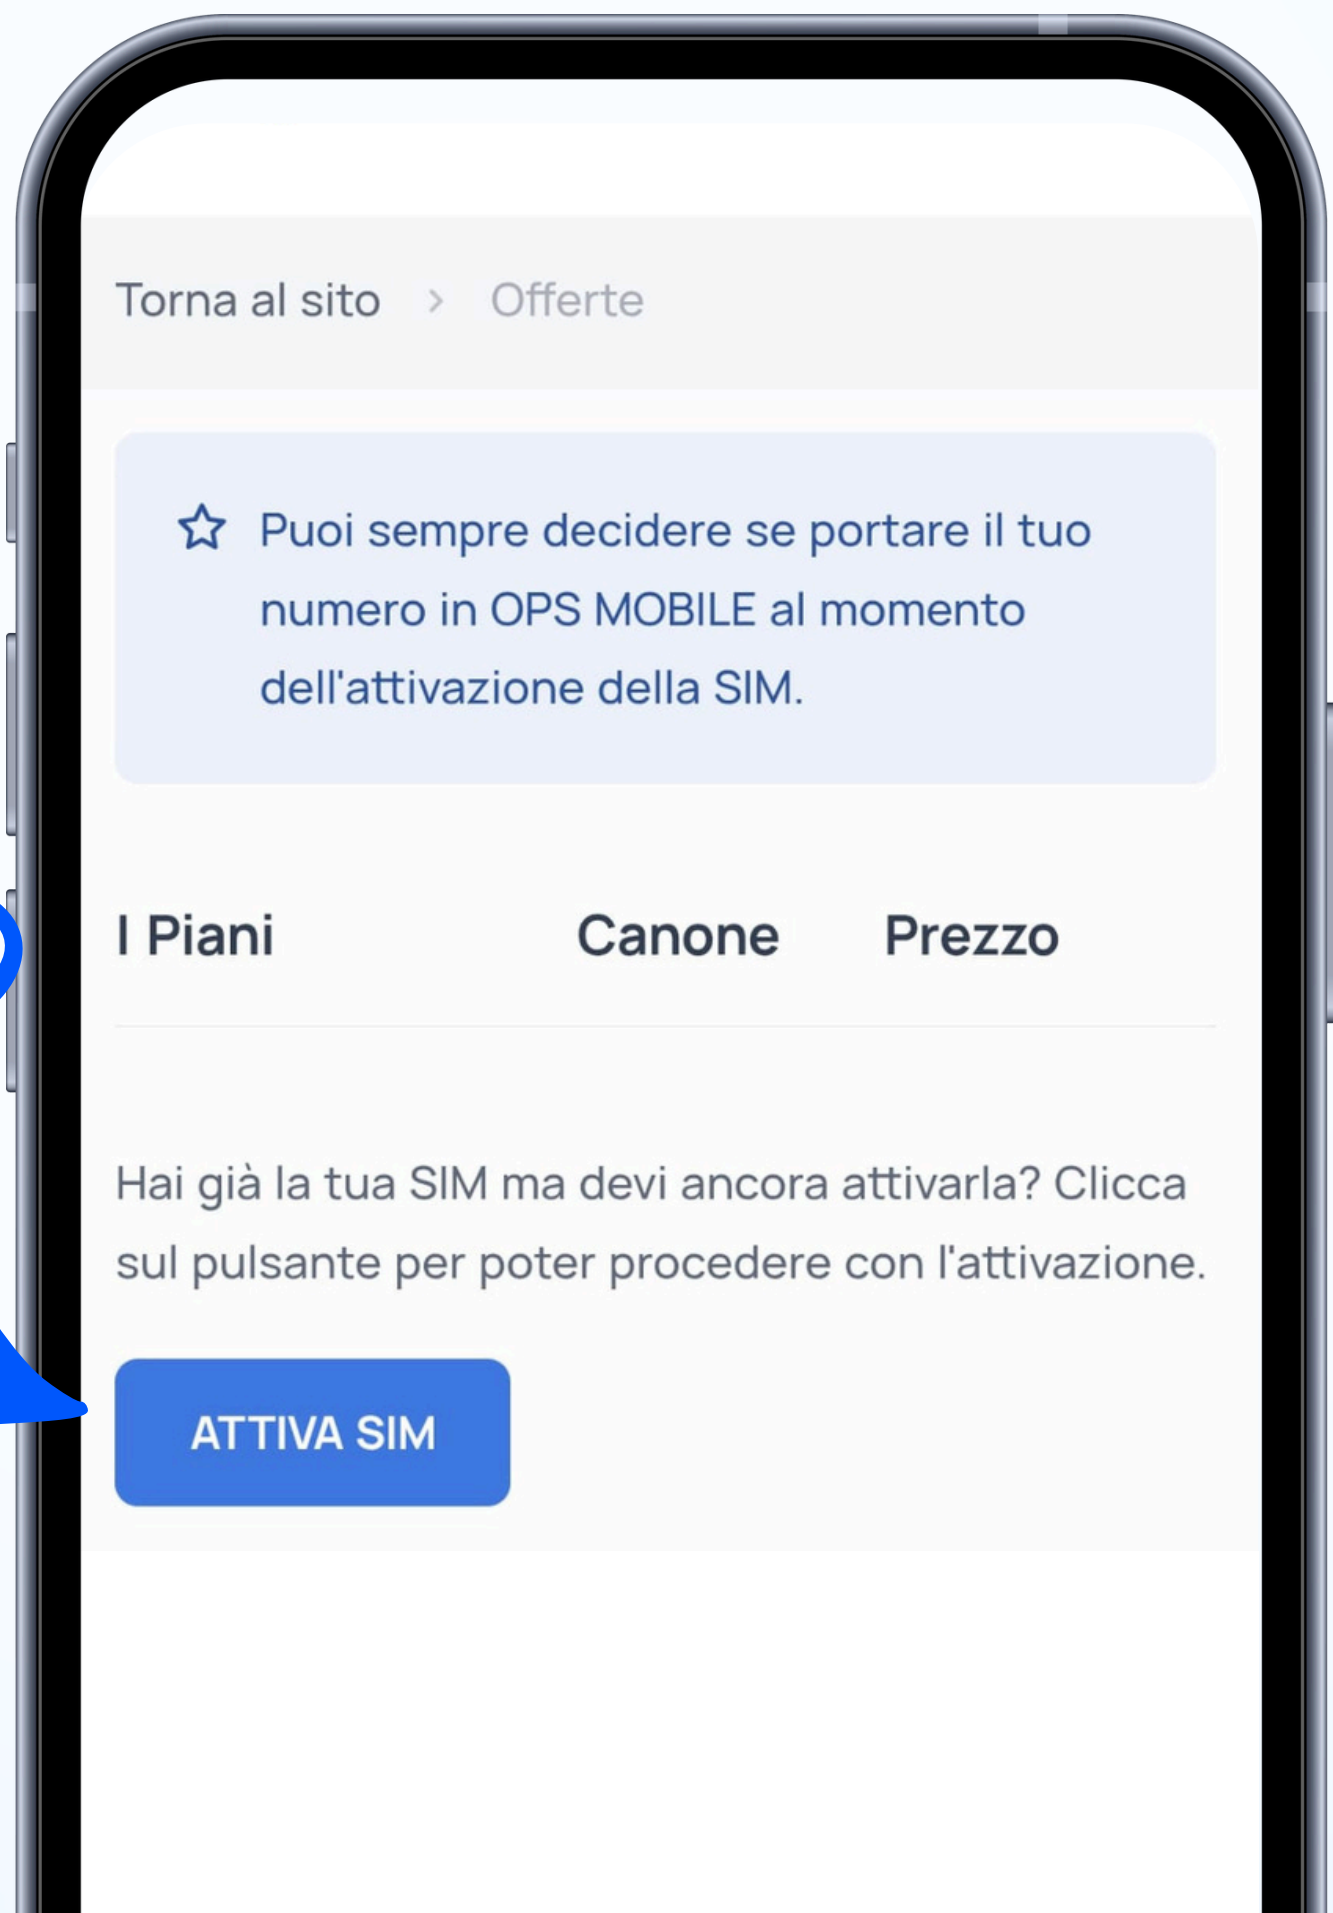 Torna al sito > Offerte
Puoi sempre decidere se portare il tuo
numero in OPS MOBILE al momento
dell'attivazione della SIM.
I Piani Canone Prezzo
Hai già la tua SIM ma devi ancora attivarla? Clicca
sul pulsante per poter procedere con l'attivazione.
ATTIVA SIM